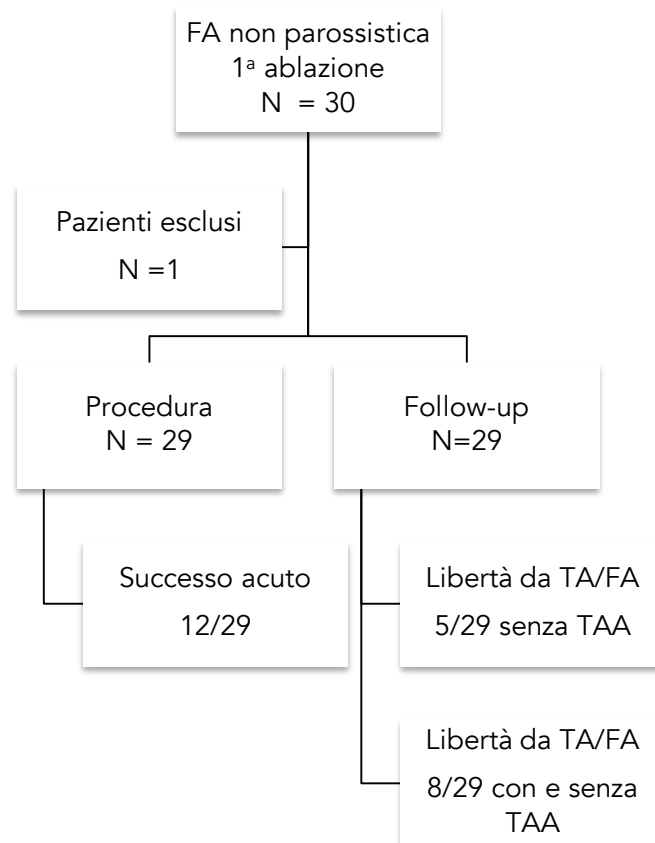 FA non parossistica
1ᵃ ablazione
N = 30
Pazienti esclusi
N =1
Procedura
N = 29
Follow-up
N=29
Successo acuto
12/29
Libertà da TA/FA
5/29 senza TAA
Libertà da TA/FA
8/29 con e senza
TAA